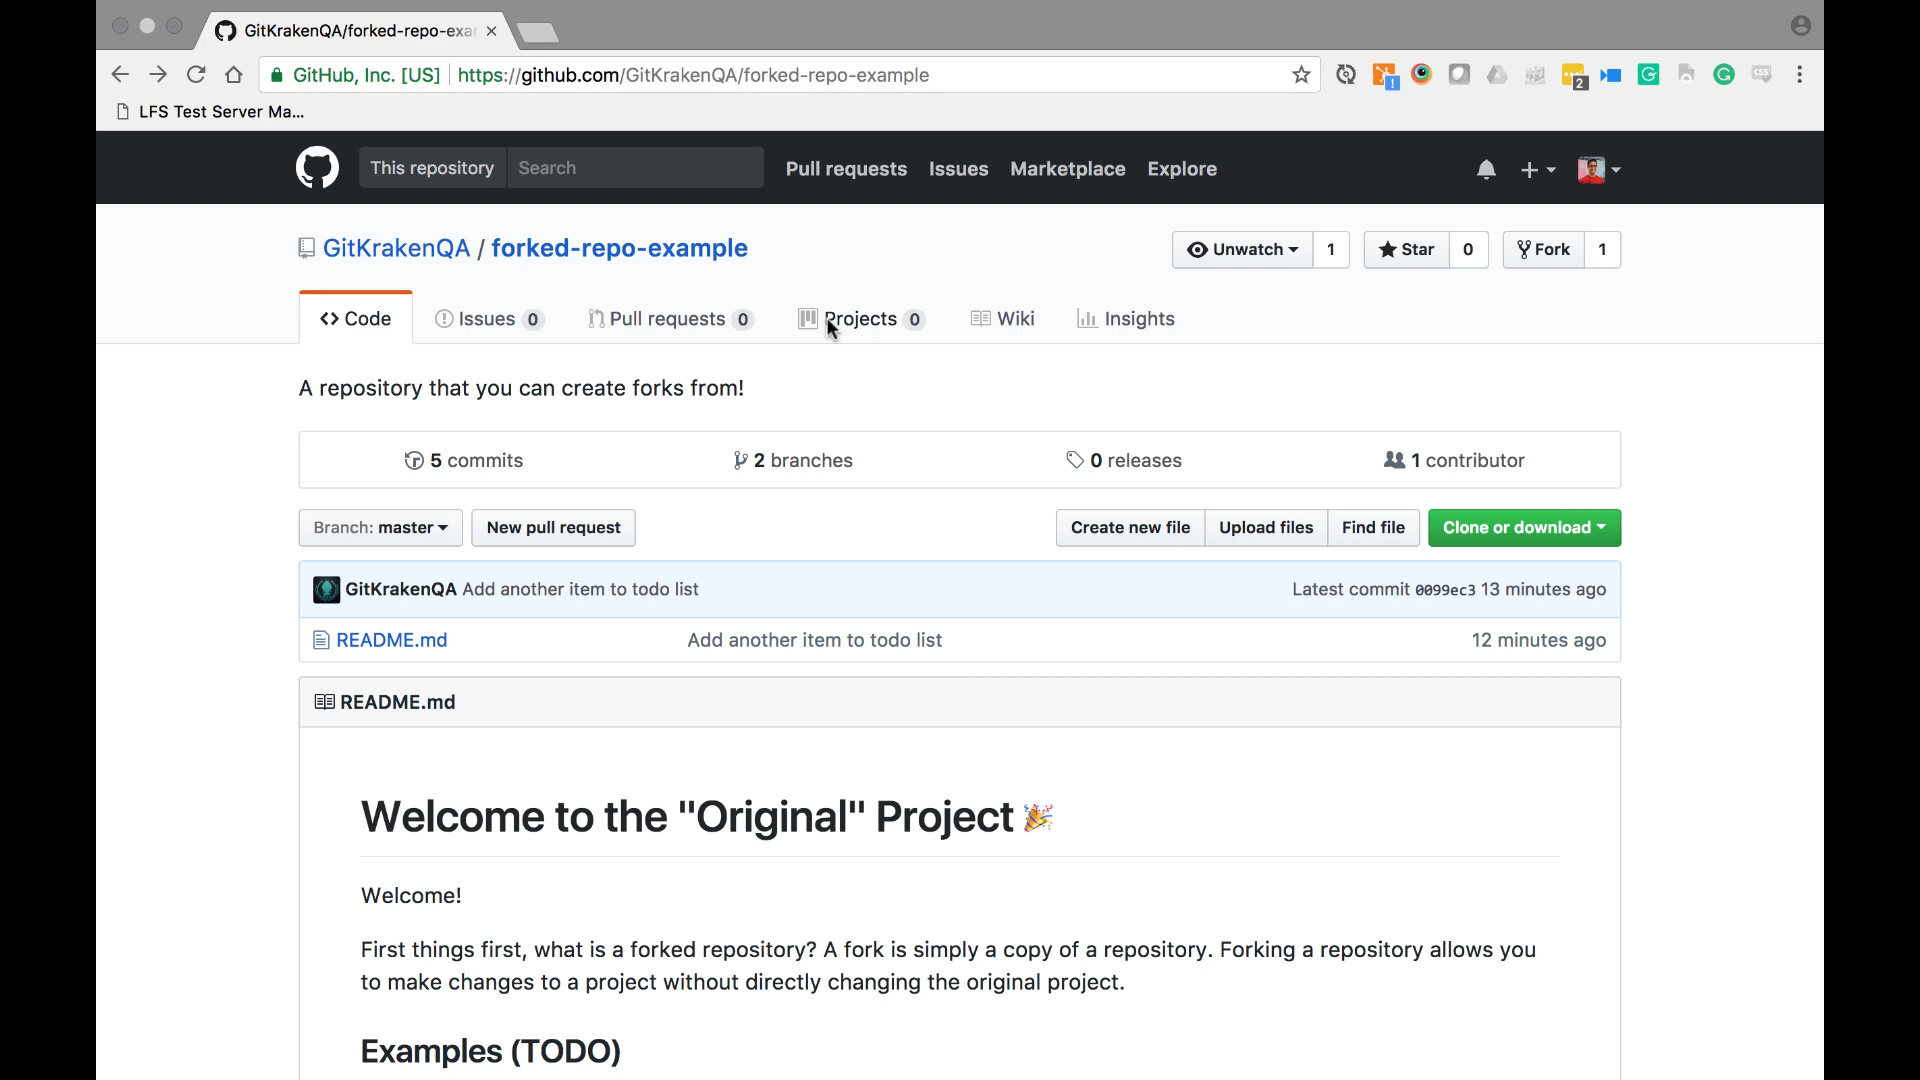 GitKrakenQA/forked-repo-exa
GitHub, Inc. [US] https://github.com/GitKrakenQA/forked-repo-example
LFS Test Server Ma...
This repository Search Pull requests Issues Marketplace Explore
GitKrakenQA / forked-repo-example Unwatch 1 Star 0 Fork 1
Code Issues 0 Pull requests 0 Projects 0 Wiki Insights
A repository that you can create forks from!
5 commits 2 branches 0 releases 1 contributor
Branch: master New pull request Create new file Upload files Find file Clone or download
GitKrakenQA Add another item to todo list Latest commit 0099ec3 13 minutes ago
README.md Add another item to todo list 12 minutes ago
README.md
Welcome to the "Original" Project 🎉
Welcome!
First things first, what is a forked repository? A fork is simply a copy of a repository. Forking a repository allows you
to make changes to a project without directly changing the original project.
Examples (TODO)